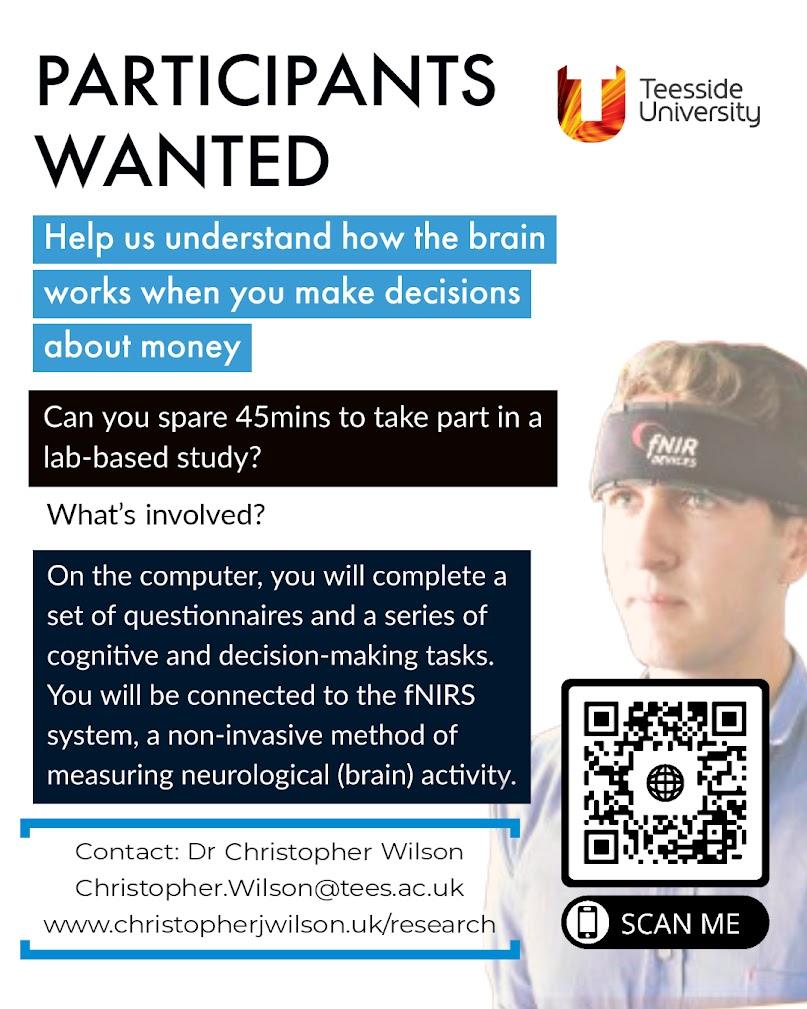 PARTICIPANTS
WANTED
Teesside
University
Help us understand how the brain
works when you make decisions
about money
Can you spare 45mins to take part in a
lab-based study?
fNIR
DEVICES
What's involved?
On the computer, you will complete a
set of questionnaires and a series of
cognitive and decision-making tasks.
You will be connected to the fNIRS
system, a non-invasive method of
measuring neurological (brain) activity.
Contact: Dr Christopher Wilson
Christopher.Wilson@tees.ac.uk
www.christopherjwilson.uk/research
SCAN ME